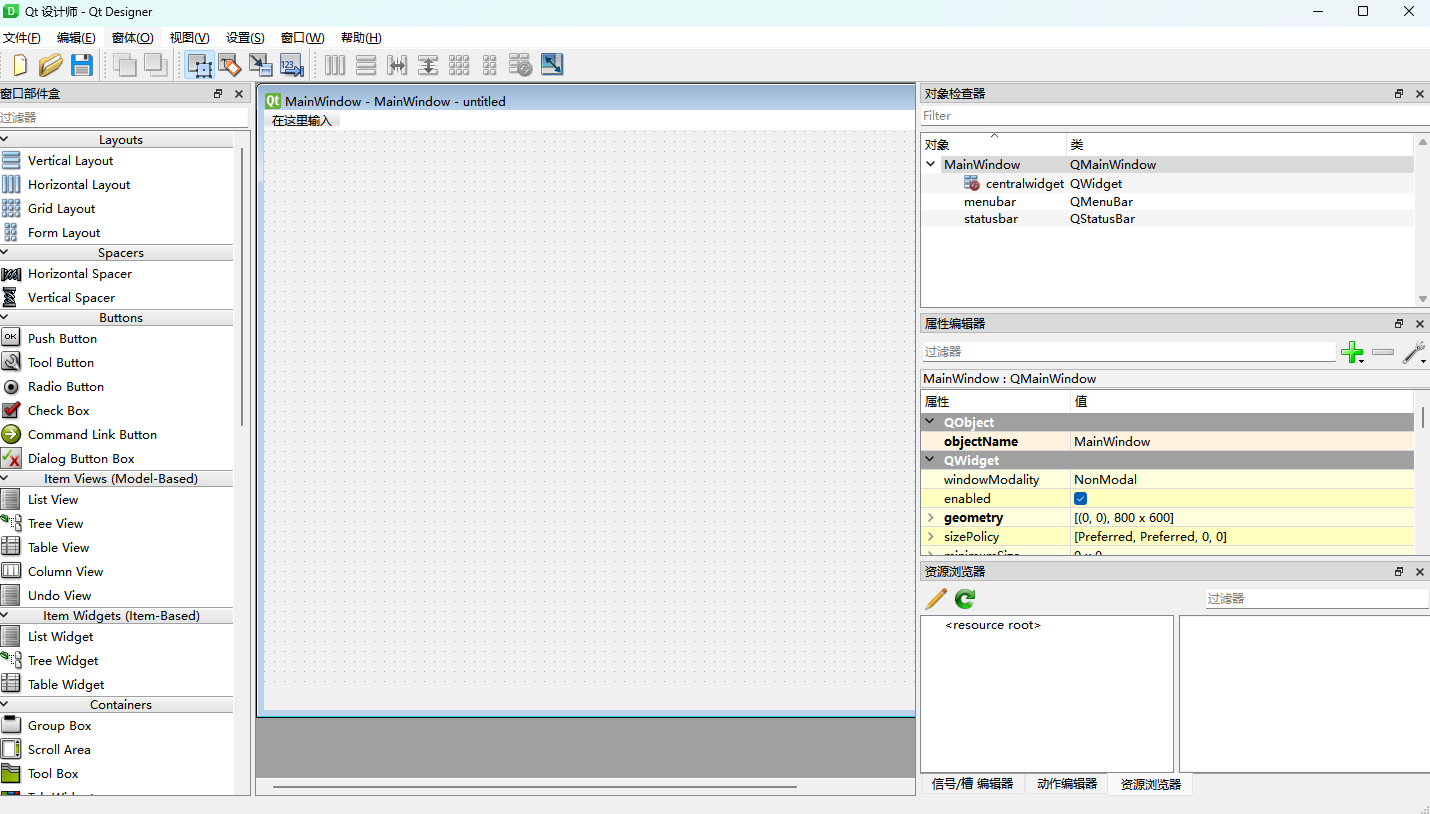 Qt 设计师 - Qt Designer
文件(F) 编辑(E) 窗体(O) 视图(V) 设置(S) 窗口(W) 帮助(H)
窗口部件盒
过滤器
Layouts
Vertical Layout
Horizontal Layout
Grid Layout
Form Layout
Spacers
Horizontal Spacer
Vertical Spacer
Buttons
Push Button
Tool Button
Radio Button
Check Box
Command Link Button
Dialog Button Box
Item Views (Model-Based)
List View
Tree View
Table View
Column View
Undo View
Item Widgets (Item-Based)
List Widget
Tree Widget
Table Widget
Containers
Group Box
Scroll Area
Tool Box
MainWindow - MainWindow - untitled
在这里输入
对象检查器
Filter
对象 类
MainWindow QMainWindow
centralwidget QWidget
menubar QMenuBar
statusbar QStatusBar
属性编辑器
过滤器
MainWindow : QMainWindow
属性 值
QObject
objectName MainWindow
QWidget
windowModality NonModal
enabled
geometry [(0, 0), 800 x 600]
sizePolicy [Preferred, Preferred, 0, 0]
minimumSize 0 x 0
资源浏览器
过滤器
<resource root>
信号/槽 编辑器 动作编辑器 资源浏览器